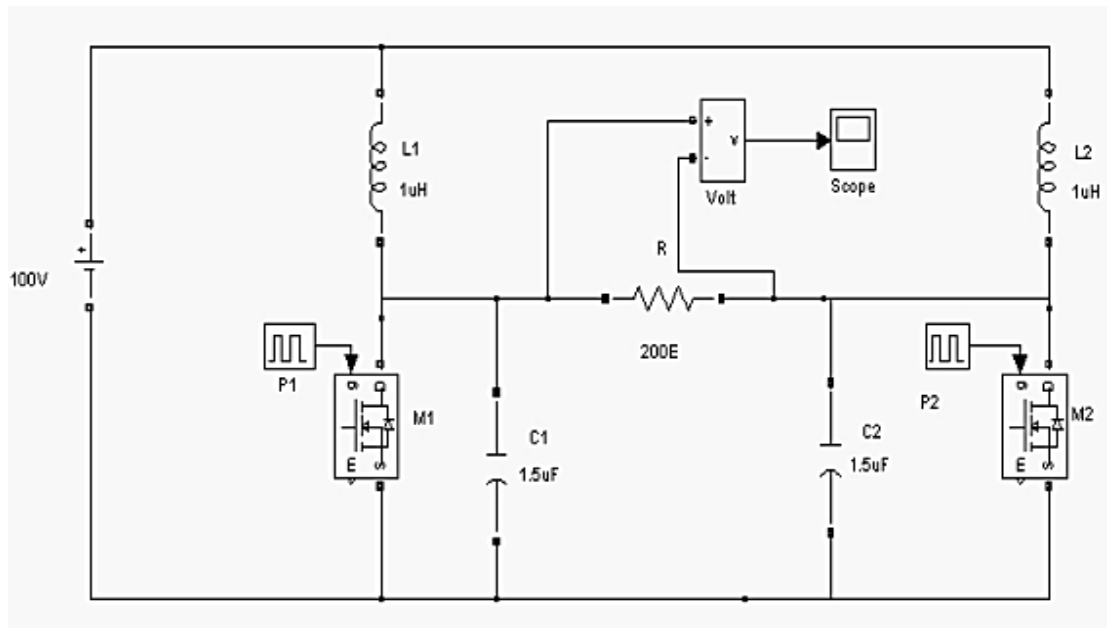 L1
1uH
+
-
v
Volt
Scope
L2
1uH
+
100V
R
200E
P1
g
D
M1
E
S
C1
1.5uF
C2
1.5uF
P2
g
D
M2
E
S